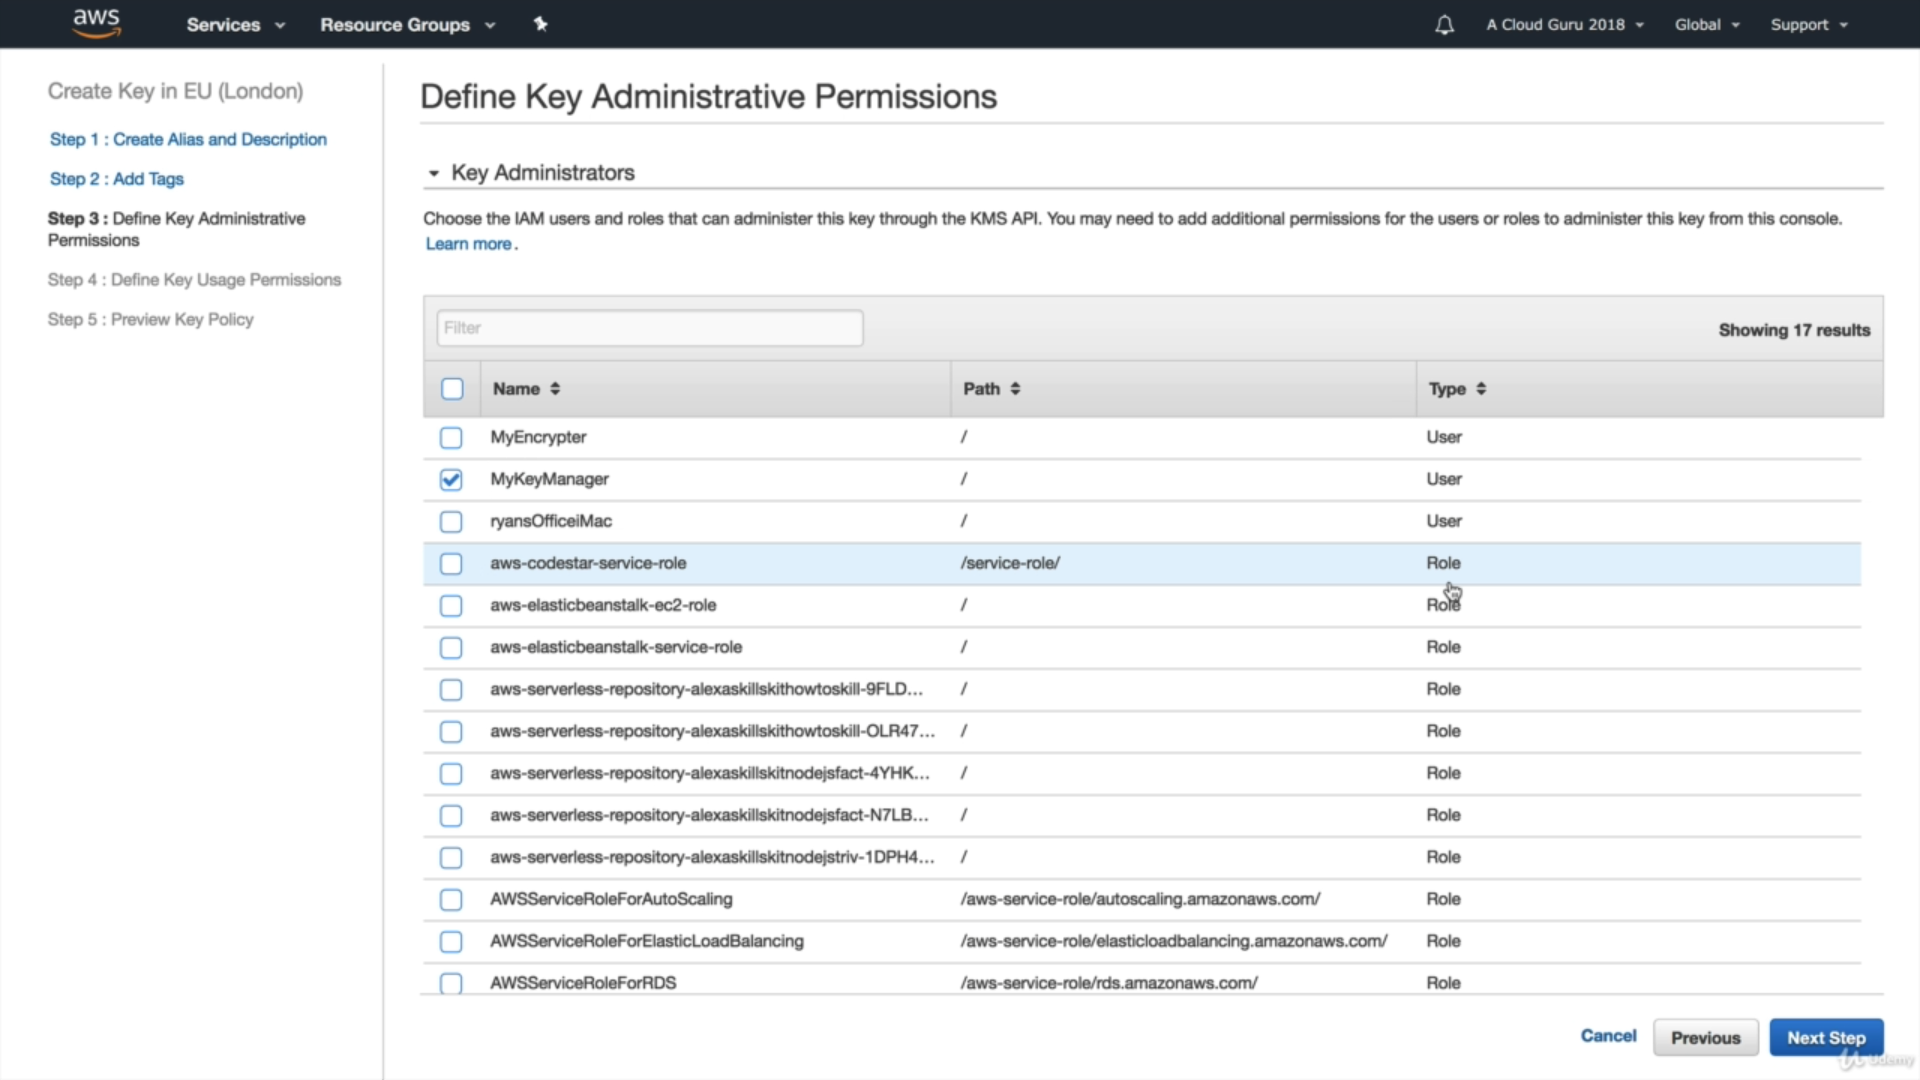 aws Services Resource Groups A Cloud Guru 2018 Global Support
Create Key in EU (London)
Step 1 : Create Alias and Description
Step 2 : Add Tags
Step 3 : Define Key Administrative
Permissions
Step 4 : Define Key Usage Permissions
Step 5 : Preview Key Policy
Define Key Administrative Permissions
Key Administrators
Choose the IAM users and roles that can administer this key through the KMS API. You may need to add additional permissions for the users or roles to administer this key from this console.
Learn more.
Filter Showing 17 results
Name Path Type
MyEncrypter / User
MyKeyManager / User
ryansOfficeiMac / User
aws-codestar-service-role /service-role/ Role
aws-elasticbeanstalk-ec2-role / Role
aws-elasticbeanstalk-service-role / Role
aws-serverless-repository-alexaskillskithowtoskill-9FLD... / Role
aws-serverless-repository-alexaskillskithowtoskill-OLR47... / Role
aws-serverless-repository-alexaskillskitnodejsfact-4YHK... / Role
aws-serverless-repository-alexaskillskitnodejsfact-N7LB... / Role
aws-serverless-repository-alexaskillskitnodejstriv-1DPH4... / Role
AWSServiceRoleForAutoScaling /aws-service-role/autoscaling.amazonaws.com/ Role
AWSServiceRoleForElasticLoadBalancing /aws-service-role/elasticloadbalancing.amazonaws.com/ Role
AWSServiceRoleForRDS /aws-service-role/rds.amazonaws.com/ Role
Cancel Previous Next Step
Udemy